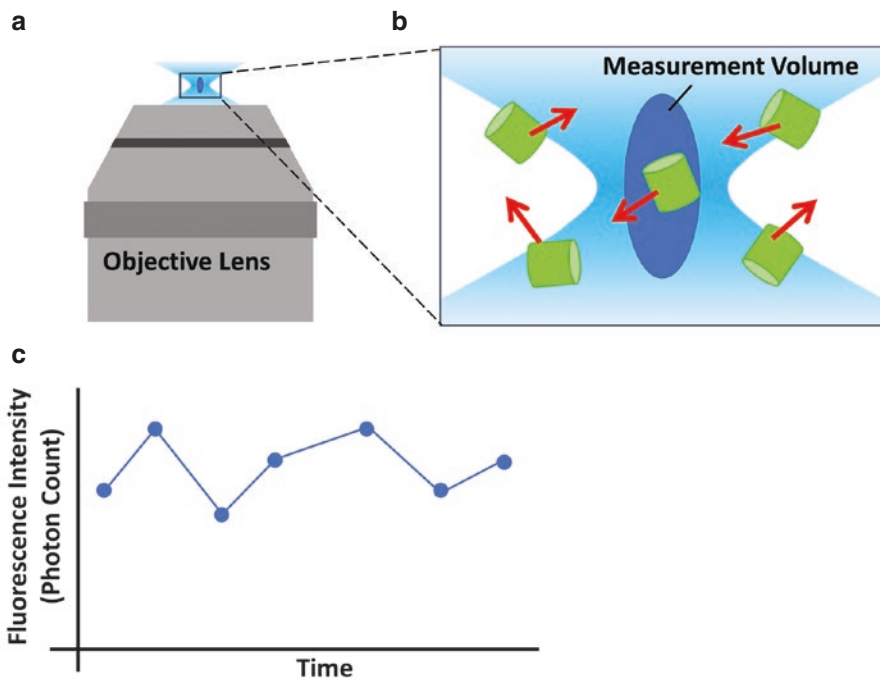 a
b
Measurement Volume
Objective Lens
c
Fluorescence Intensity
(Photon Count)
Time